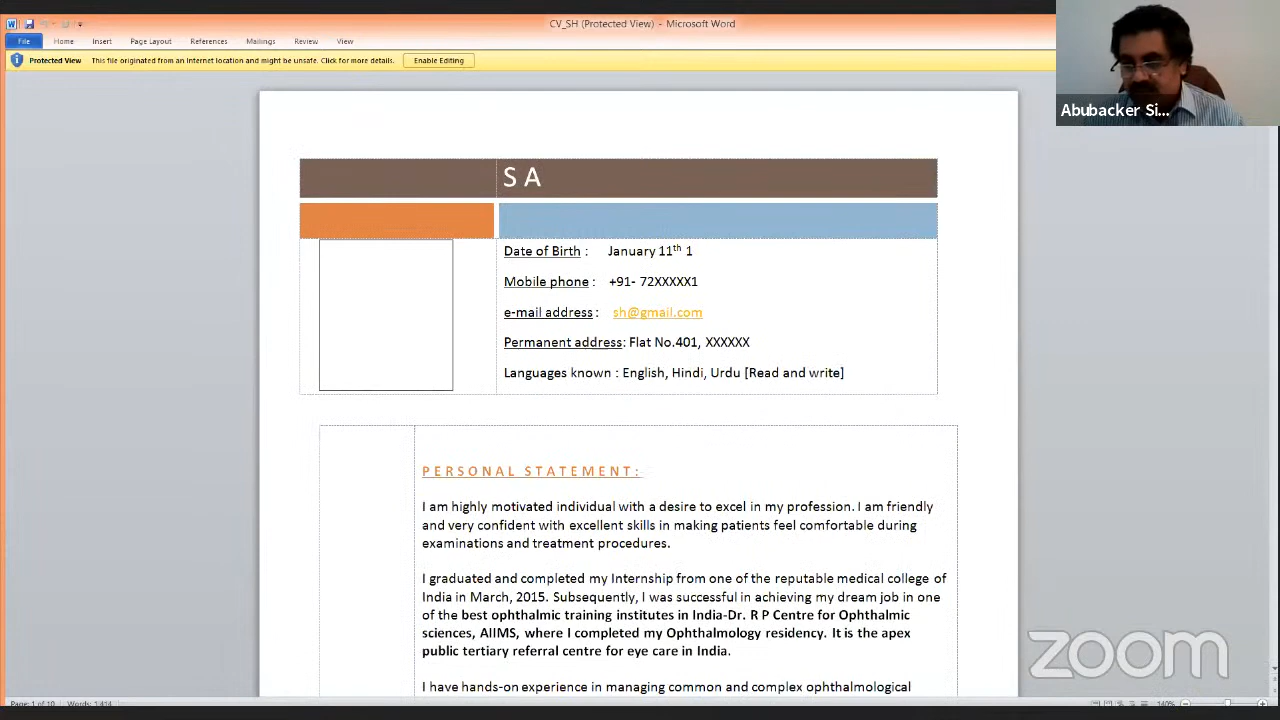 CV_SH (Protected View) - Microsoft Word
File Home Insert Page Layout References Mailings Review View
Protected View This file originated from an Internet location and might be unsafe. Click for more details. Enable Editing
Abubacker Si...
S A
Date of Birth : January 11th 1
Mobile phone : +91- 72XXXXX1
e-mail address : sh@gmail.com
Permanent address: Flat No.401, XXXXXX
Languages known : English, Hindi, Urdu [Read and write]
PERSONAL STATEMENT:
I am highly motivated individual with a desire to excel in my profession. I am friendly
and very confident with excellent skills in making patients feel comfortable during
examinations and treatment procedures.
I graduated and completed my Internship from one of the reputable medical college of
India in March, 2015. Subsequently, I was successful in achieving my dream job in one
of the best ophthalmic training institutes in India-Dr. R P Centre for Ophthalmic
sciences, AIIMS, where I completed my Ophthalmology residency. It is the apex
public tertiary referral centre for eye care in India.
I have hands-on experience in managing common and complex ophthalmological
zoom
Page: 1 of 10 Words: 1,414
140%